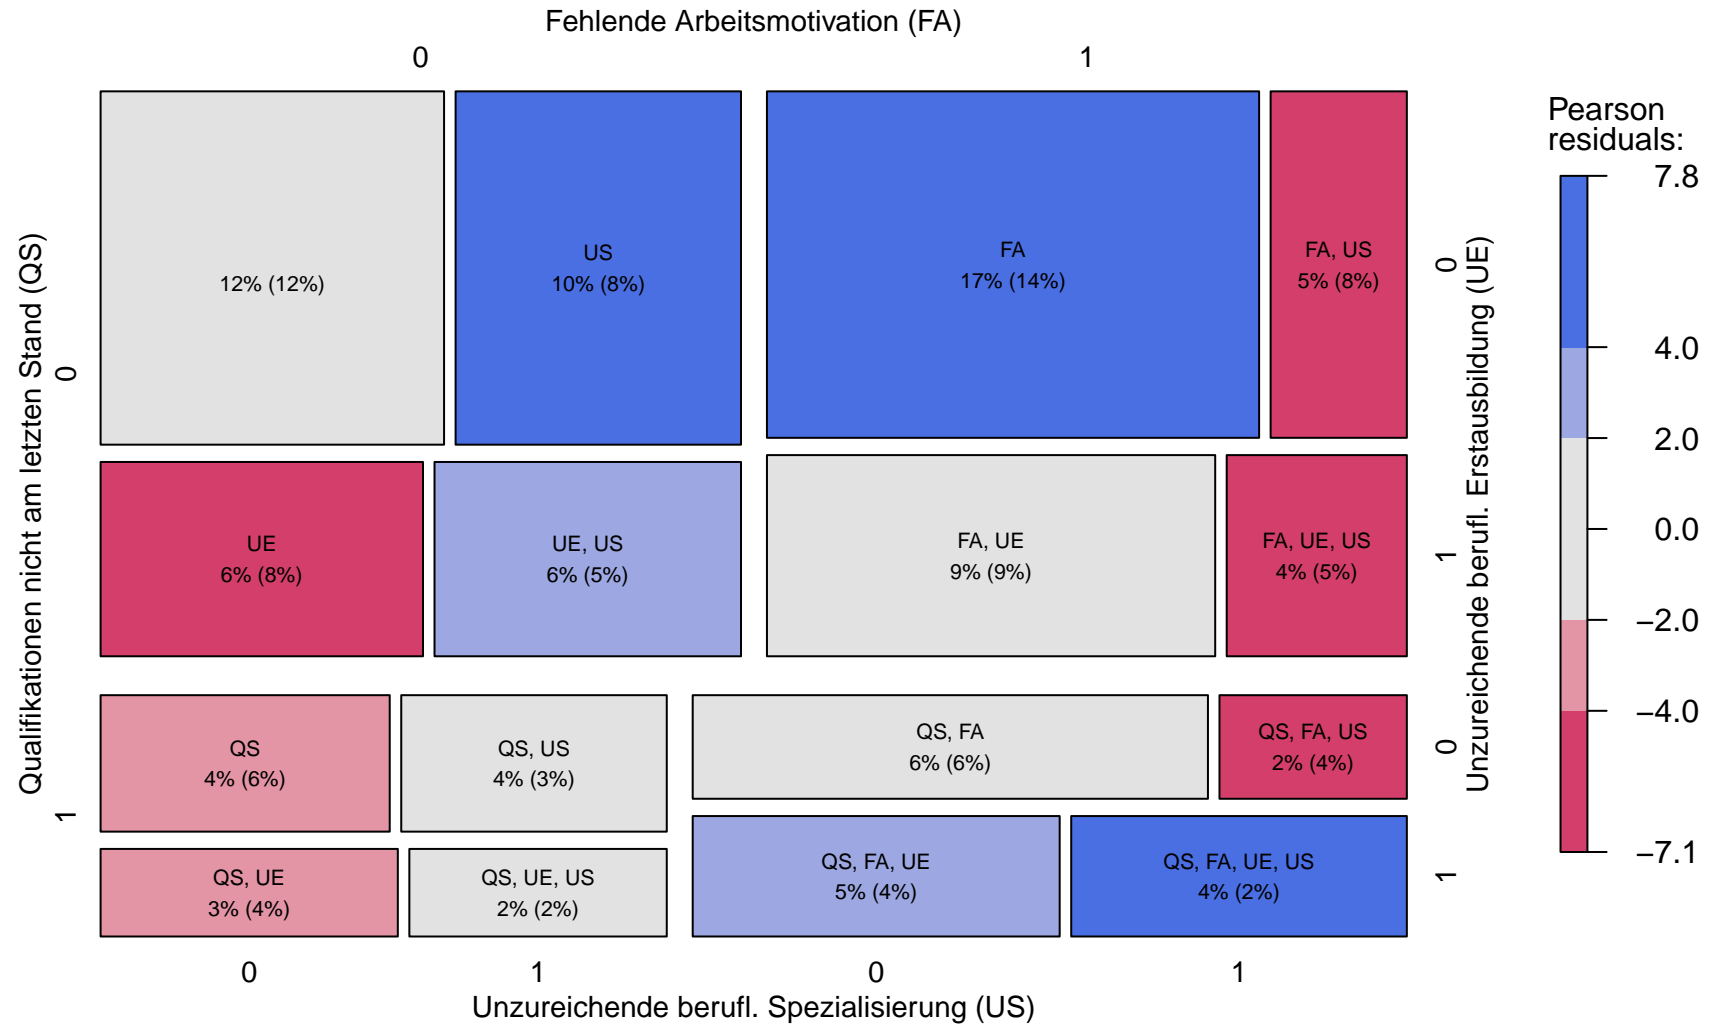 Fehlende Arbeitsmotivation (FA)
0 1
Qualifikationen nicht am letzten Stand (QS)
0
1
12% (12%)
US
10% (8%)
FA
17% (14%)
FA, US
5% (8%)
UE
6% (8%)
UE, US
6% (5%)
FA, UE
9% (9%)
FA, UE, US
4% (5%)
QS
4% (6%)
QS, US
4% (3%)
QS, FA
6% (6%)
QS, FA, US
2% (4%)
QS, UE
3% (4%)
QS, UE, US
2% (2%)
QS, FA, UE
5% (4%)
QS, FA, UE, US
4% (2%)
0
1
0
1
Unzureichende berufl. Erstausbildung (UE)
0 1 0 1
Unzureichende berufl. Spezialisierung (US)
Pearson
residuals:
7.8
4.0
2.0
0.0
−2.0
−4.0
−7.1